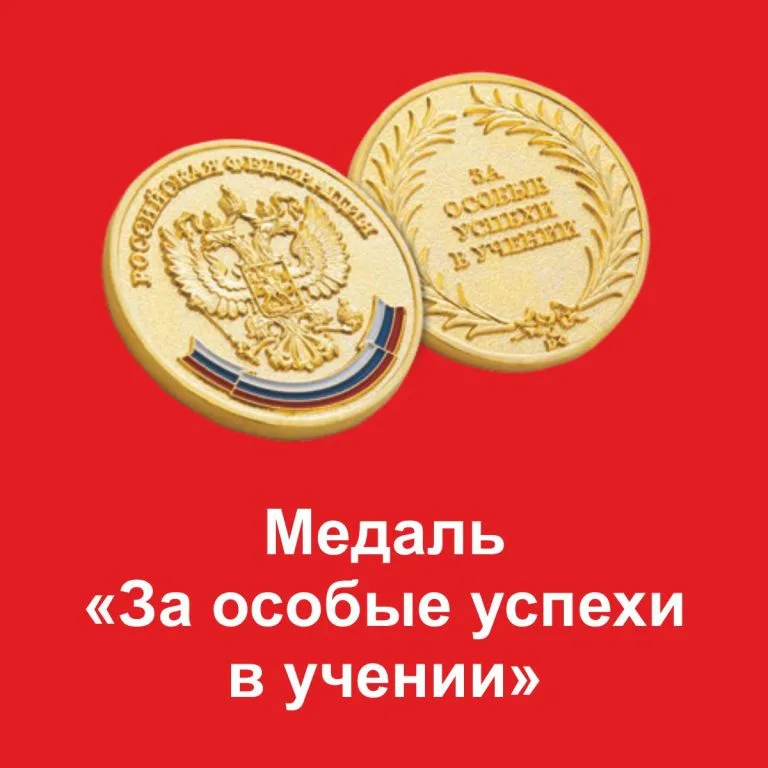 РОССИЙСКАЯ ФЕДЕРАЦИЯ
ЗА
ОСОБЫЕ
УСПЕХИ
В УЧЕНИИ
Медаль
«За особые успехи
в учении»